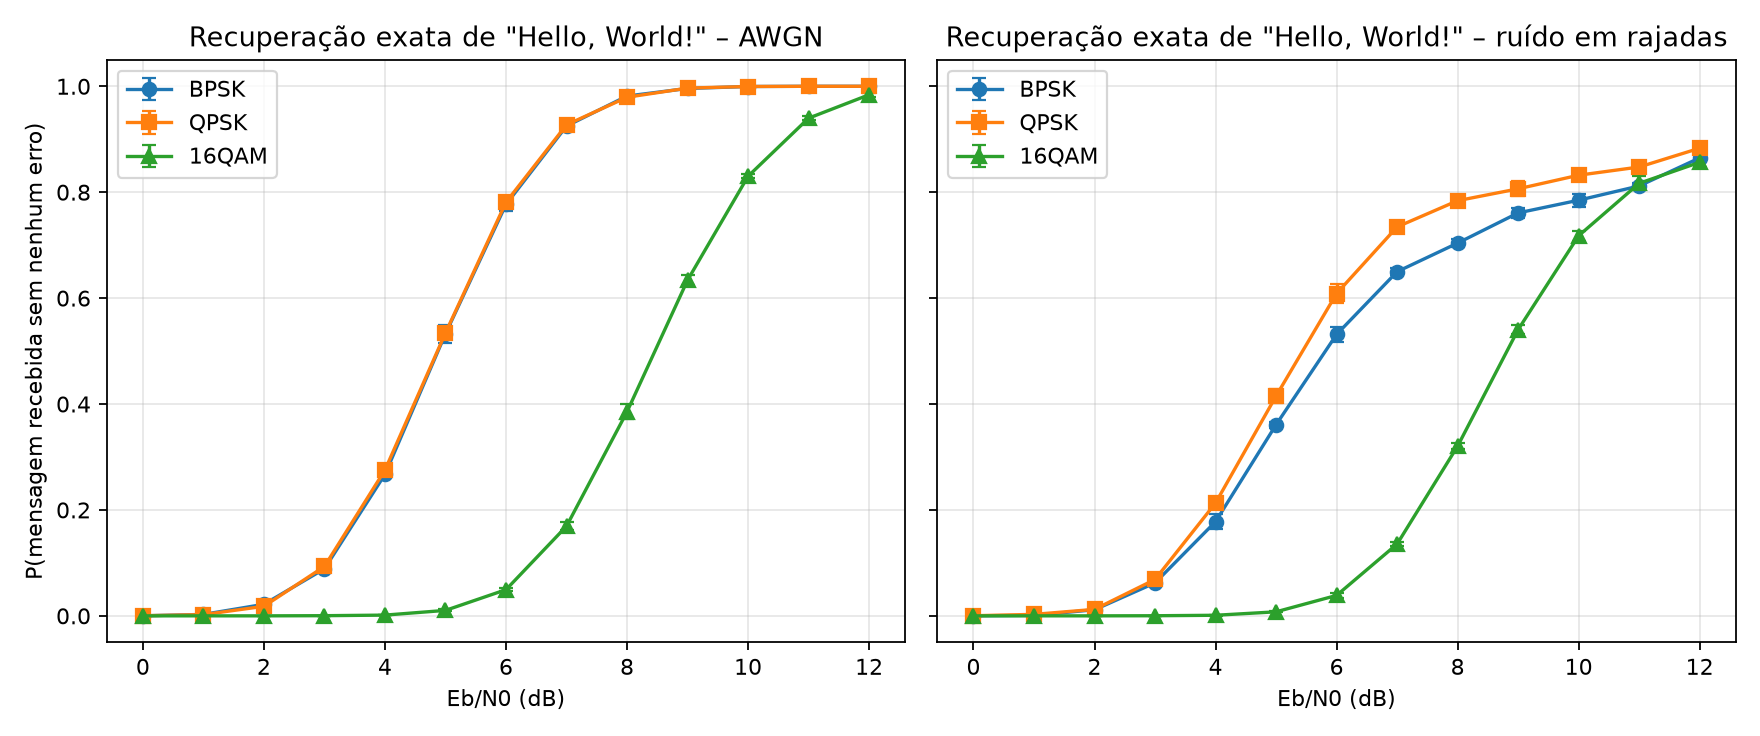 Recuperação exata de "Hello, World!" – AWGN
BPSK
QPSK
16QAM
P(mensagem recebida sem nenhum erro)
1.0
0.8
0.6
0.4
0.2
0.0
0 2 4 6 8 10 12
Eb/N0 (dB)
Recuperação exata de "Hello, World!" – ruído em rajadas
BPSK
QPSK
16QAM
0 2 4 6 8 10 12
Eb/N0 (dB)